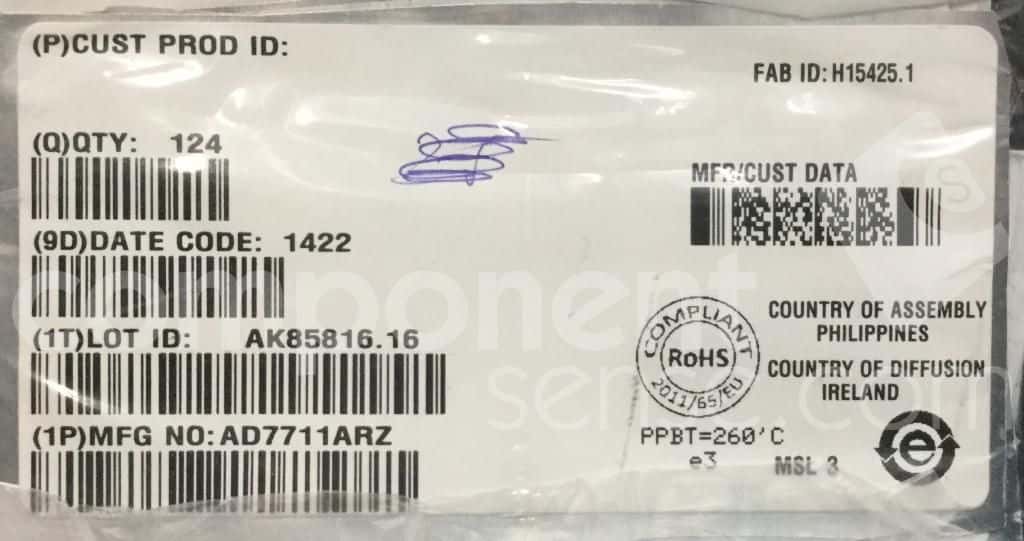 (P)CUST PROD ID:
FAB ID: H15425.1
(Q)QTY: 124
MFR/CUST DATA
(9D)DATE CODE: 1422
(1T)LOT ID: AK85816.16
(1P)MFG NO: AD7711ARZ
COMPLIANT
RoHS
2011/65/EU
COUNTRY OF ASSEMBLY
PHILIPPINES
COUNTRY OF DIFFUSION
IRELAND
PPBT=260'C
e3 MSL 3
e
component